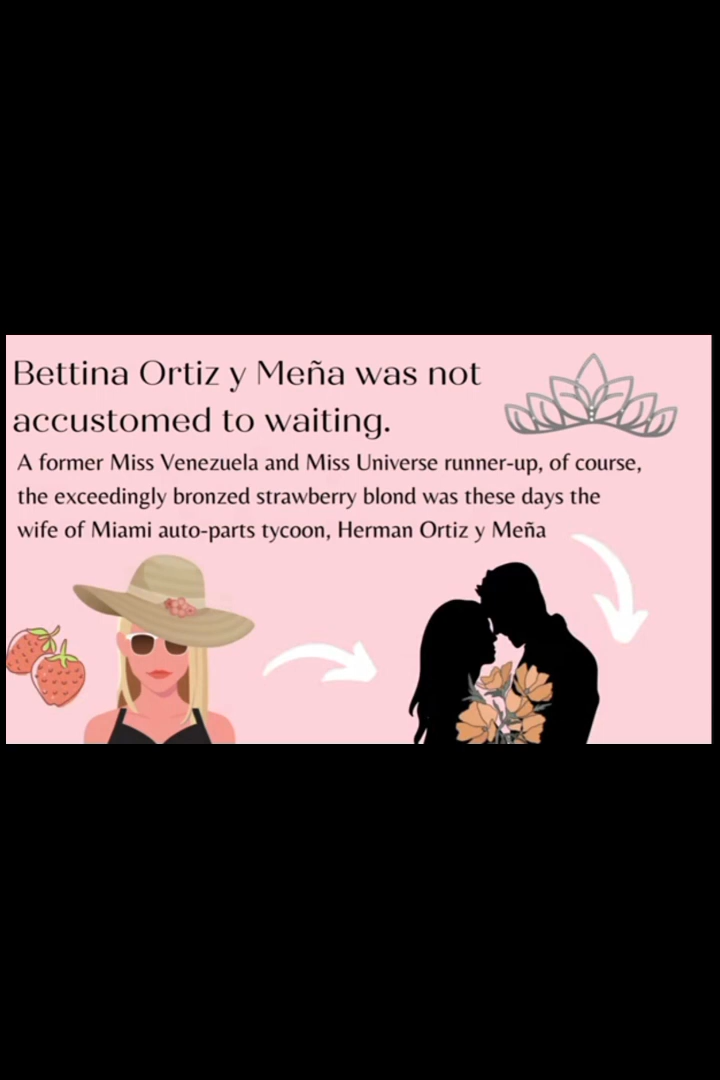 Bettina Ortiz y Meña was not
accustomed to waiting.
A former Miss Venezuela and Miss Universe runner-up, of course,
the exceedingly bronzed strawberry blond was these days the
wife of Miami auto-parts tycoon, Herman Ortiz y Meña